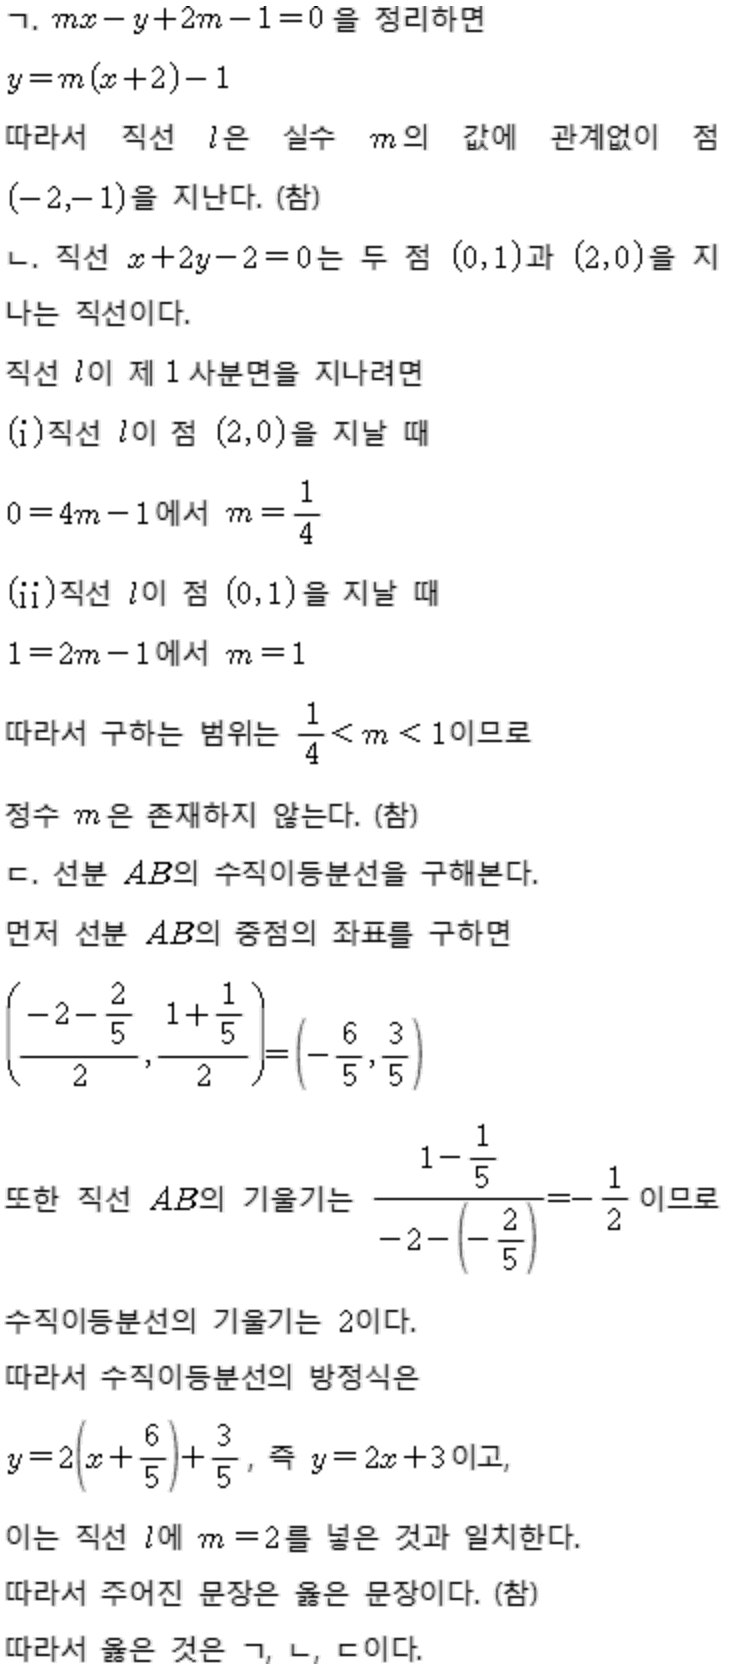 ㄱ. mx-y+2m-1=0 을 정리하면
y=m(x+2)-1
따라서 직선 l은 실수 m의 값에 관계없이 점
(-2,-1)을 지난다. (참)
ㄴ. 직선 x+2y-2=0는 두 점 (0,1)과 (2,0)을 지
나는 직선이다.
직선 l이 제 1 사분면을 지나려면
(i)직선 l이 점 (2,0)을 지날 때
0=4m-1에서 m=1/4
(ii)직선 l이 점 (0,1)을 지날 때
1=2m-1에서 m=1
따라서 구하는 범위는 1/4<m<1이므로
정수 m은 존재하지 않는다. (참)
ㄷ. 선분 AB의 수직이등분선을 구해본다.
먼저 선분 AB의 중점의 좌표를 구하면
((-2-2/5)/2, (1+1/5)/2)=(-6/5, 3/5)
또한 직선 AB의 기울기는 (1-1/5)/(-2-(-2/5))=-1/2 이므로
수직이등분선의 기울기는 2이다.
따라서 수직이등분선의 방정식은
y=2(x+6/5)+3/5, 즉 y=2x+3이고,
이는 직선 l에 m=2를 넣은 것과 일치한다.
따라서 주어진 문장은 옳은 문장이다. (참)
따라서 옳은 것은 ㄱ, ㄴ, ㄷ이다.